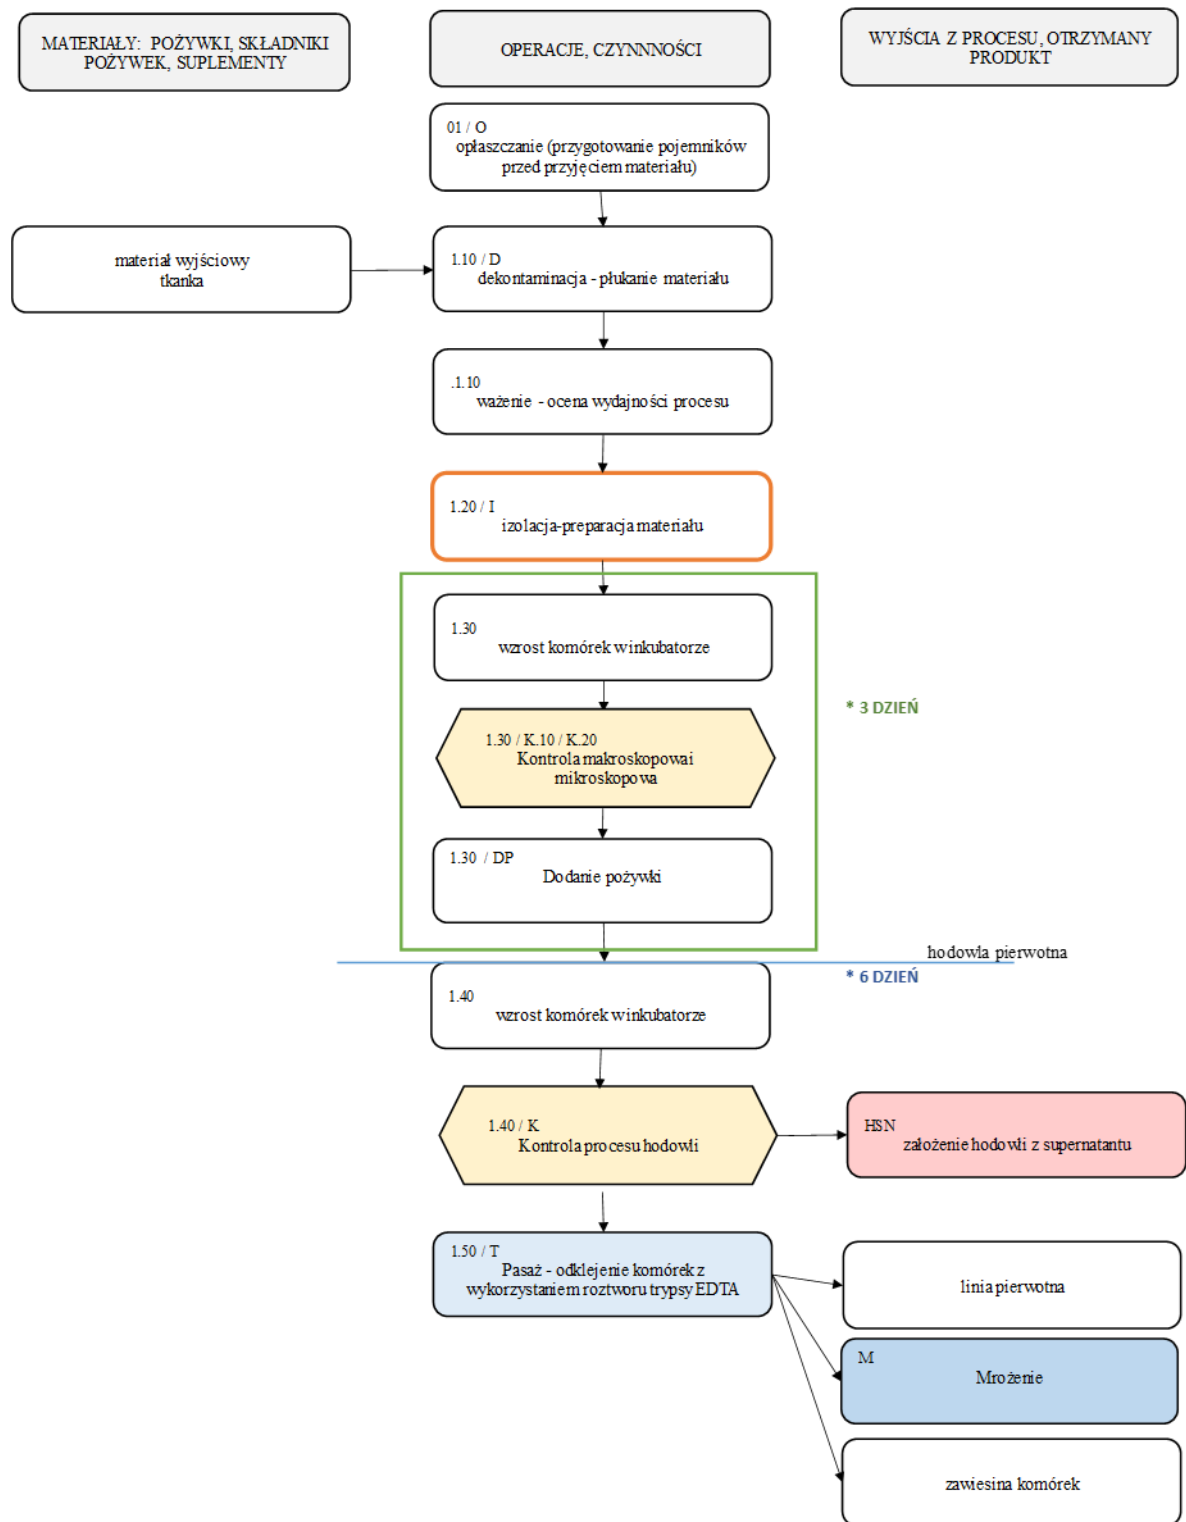 MATERIAŁY: POŻYWKI, SKŁADNIKI
POŻYWEK, SUPLEMENTY
OPERACJE, CZYNNNOŚCI
WYJŚCIA Z PROCESU, OTRZYMANY
PRODUKT
01 / O
opłaszczanie (przygotowanie pojemników
przed przyjęciem materiału)
materiał wyjściowy
tkanka
1.10 / D
dekontaminacja - płukanie materiału
.1.10
ważenie - ocena wydajności procesu
1.20 / I
izolacja-preparacja materiału
1.30
wzrost komórek winkubatorze
* 3 DZIEŃ
1.30 / K.10 / K.20
Kontrola makroskopowai
mikroskopowa
1.30 / DP
Dodanie pożywki
hodowla pierwotna
* 6 DZIEŃ
1.40
wzrost komórek winkubatorze
1.40 / K
Kontrola procesu hodowli
HSN
założenie hodowli z supernatantu
1.50 / T
Pasaż - odklejenie komórek z
wykorzystaniem roztworu trypsy EDTA
linia pierwotna
M
Mrożenie
zawiesina komórek